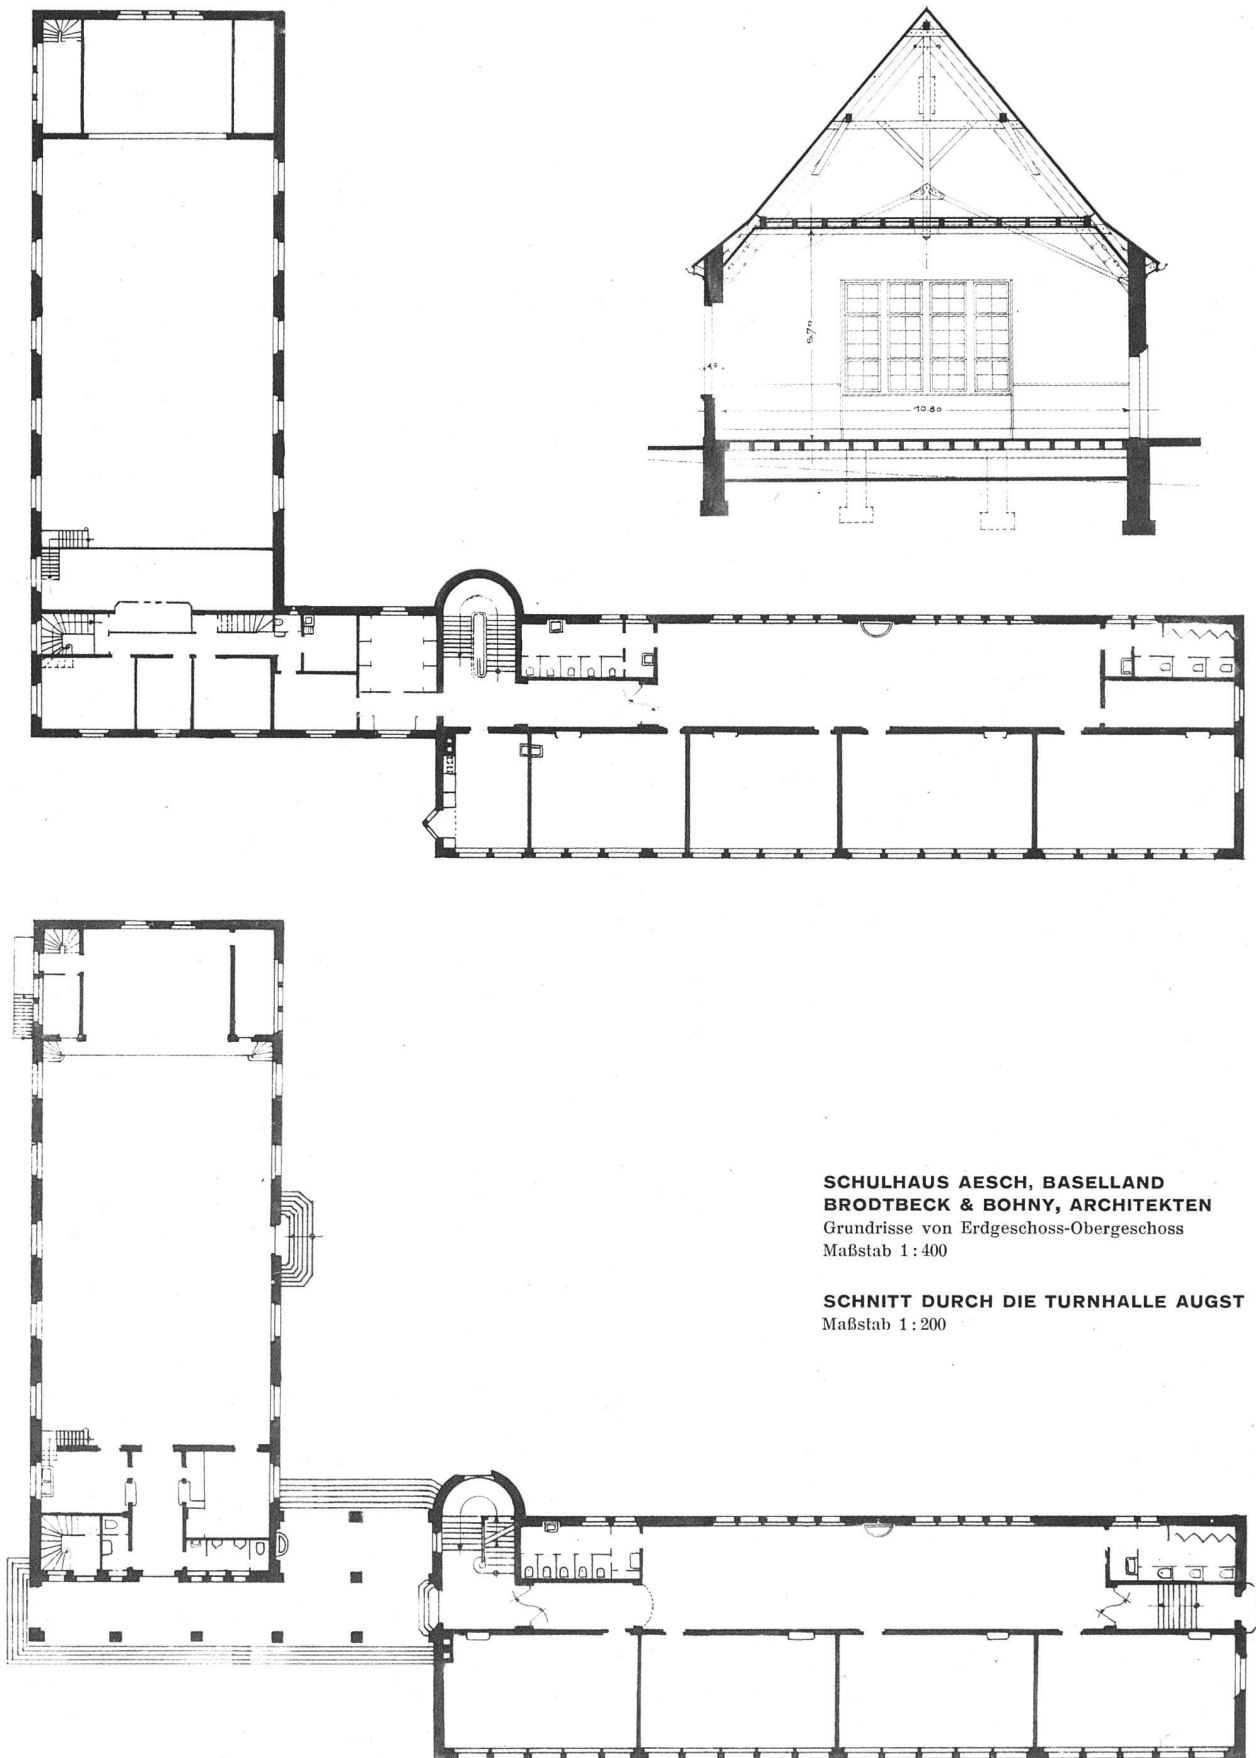 5.70
45
10.80
SCHULHAUS AESCH, BASELLAND
BRODTBECK & BOHNY, ARCHITEKTEN
Grundrisse von Erdgeschoss-Obergeschoss
Maßstab 1 : 400
SCHNITT DURCH DIE TURNHALLE AUGST
Maßstab 1 : 200